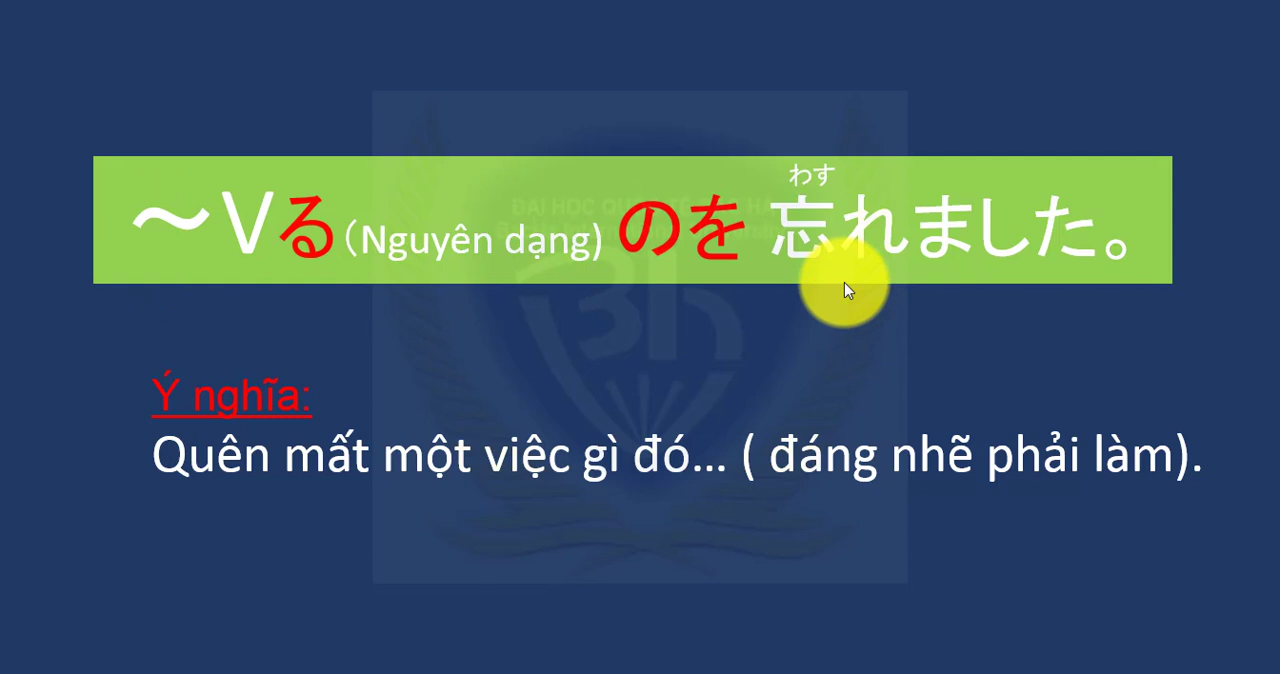 わす
～Vる(Nguyên dạng) のを 忘れました。
Ý nghĩa:
Quên mất một việc gì đó... ( đáng nhẽ phải làm).
3h